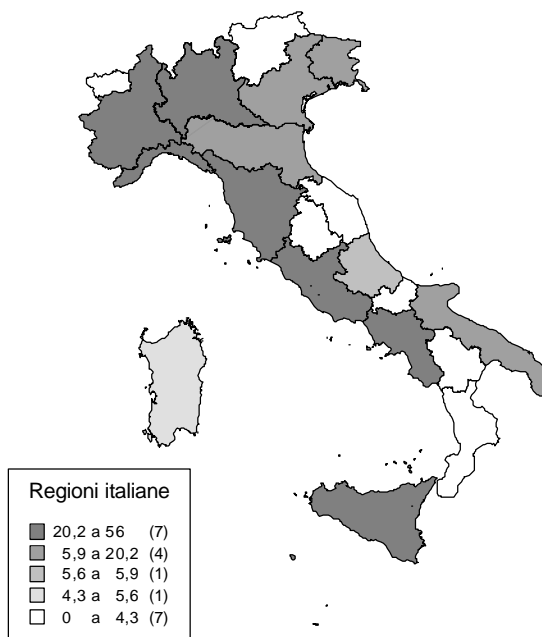 Regioni italiane
20,2 a 56 (7)
5,9 a 20,2 (4)
5,6 a 5,9 (1)
4,3 a 5,6 (1)
0 a 4,3 (7)